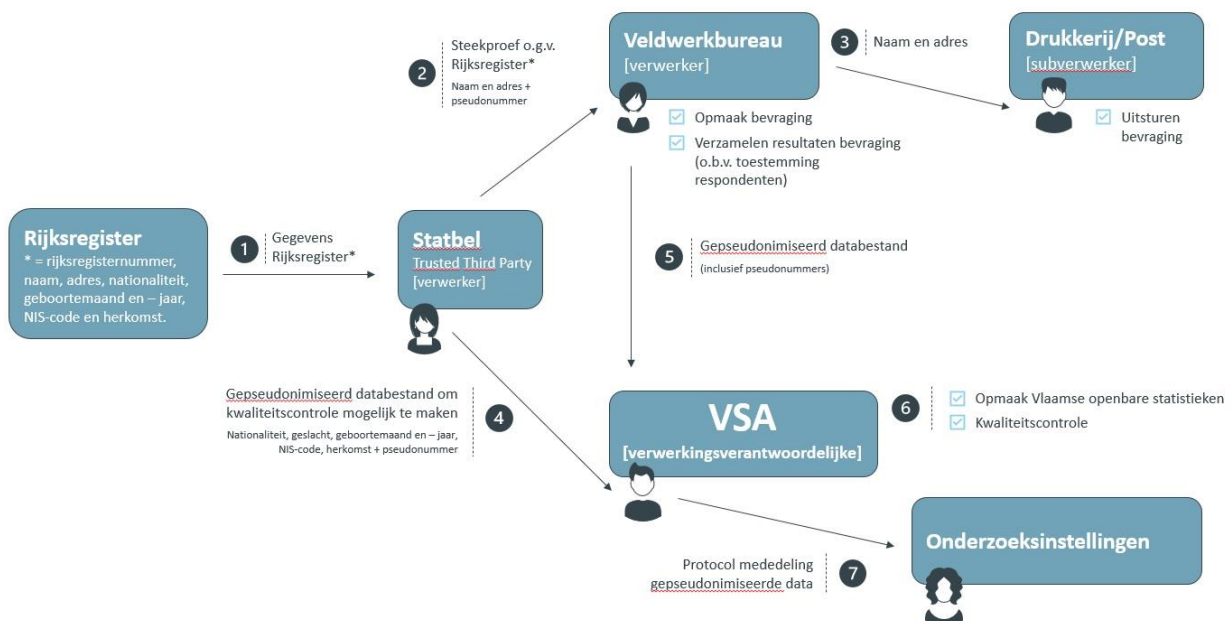 Rijksregister
* = rijksregisternummer,
naam, adres, nationaliteit,
geboortemaand en – jaar,
NIS-code en herkomst.
1
Gegevens
Rijksregister*
Statbel
Trusted Third Party
[verwerker]
2
Steekproef o.g.v.
Rijksregister*
Naam en adres +
pseudonummer
Veldwerkbureau
[verwerker]
Opmaak bevraging
Verzamelen resultaten bevraging
(o.b.v. toestemming
respondenten)
3
Naam en adres
Drukkerij/Post
[subverwerker]
Uitsturen
bevraging
Gepseudonimiseerd databestand om
kwaliteitscontrole mogelijk te maken
Nationaliteit, geslacht, geboortemaand en – jaar,
NIS-code, herkomst + pseudonummer
4
5
Gepseudonimiseerd databestand
(inclusief pseudonummers)
VSA
[verwerkingsverantwoordelijke]
6
Opmaak Vlaamse openbare statistieken
Kwaliteitscontrole
Protocol mededeling
gepseudonimiseerde data
7
Onderzoeksinstellingen